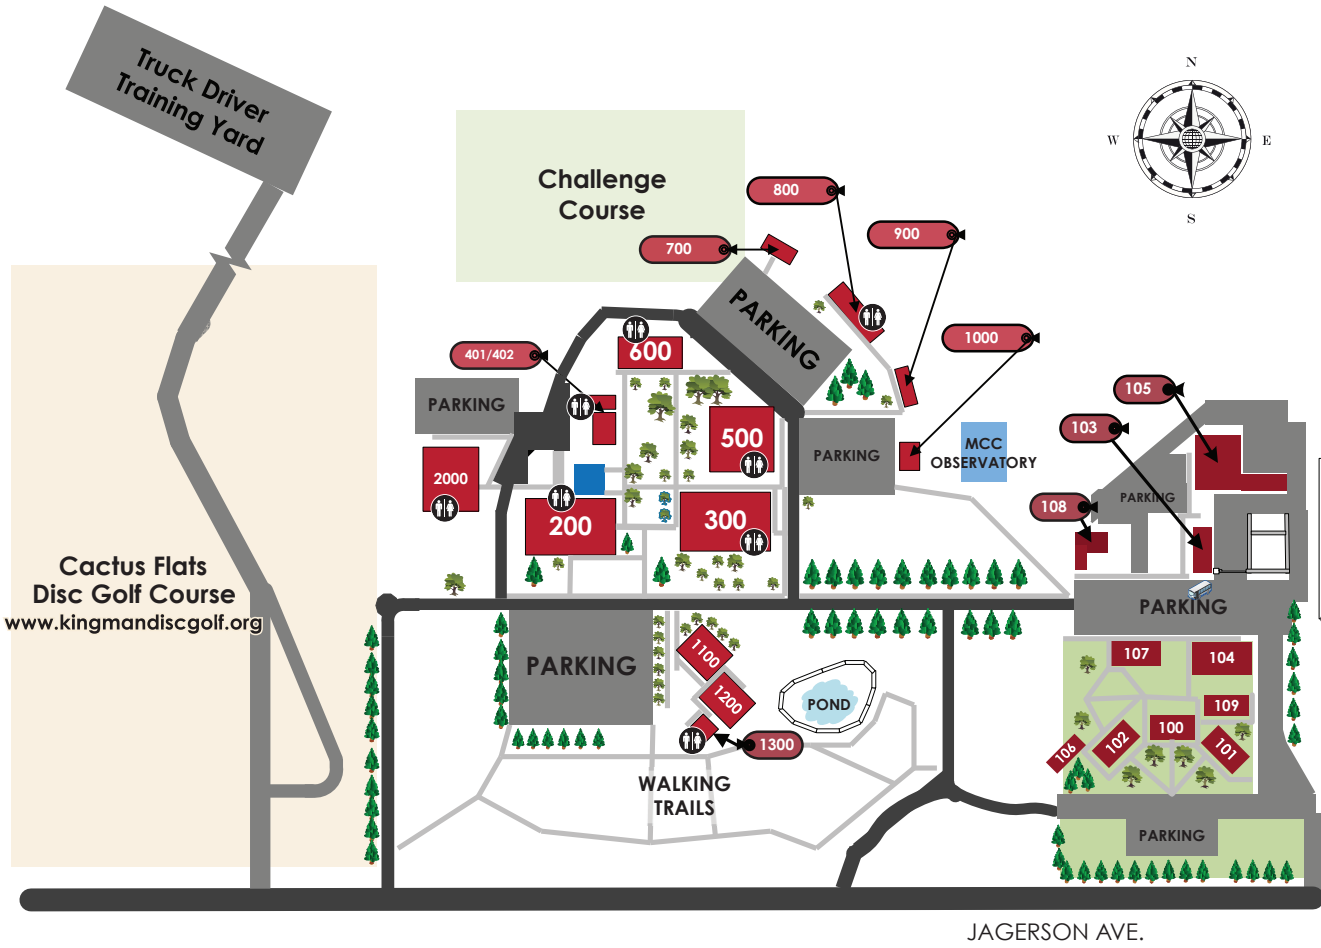 Truck Driver
Training Yard
N
W
E
S
Challenge
Course
800
900
700
1000
PARKING
600
401/402
105
PARKING
103
500
MCC
OBSERVATORY
PARKING
2000
PARKING
108
200
300
Cactus Flats
Disc Golf Course
www.kingmandiscgolf.org
PARKING
PARKING
1100
107
104
1200
POND
109
100
102
101
106
1300
WALKING
TRAILS
PARKING
JAGERSON AVE.